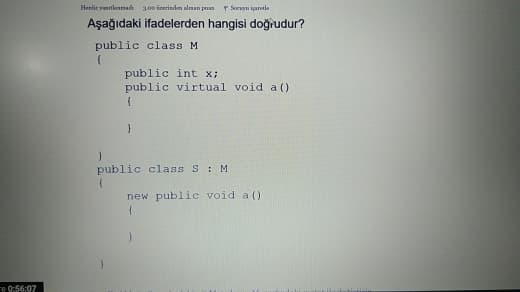 Henüz yanıtlanmadı 3,00 üzerinden alınan puan Soruyu işaretle
Aşağıdaki ifadelerden hangisi doğrudur?
public class M
{
public int x;
public virtual void a()
{
}
}
public class S : M
{
new public void a()
{
}
}
0:56:07